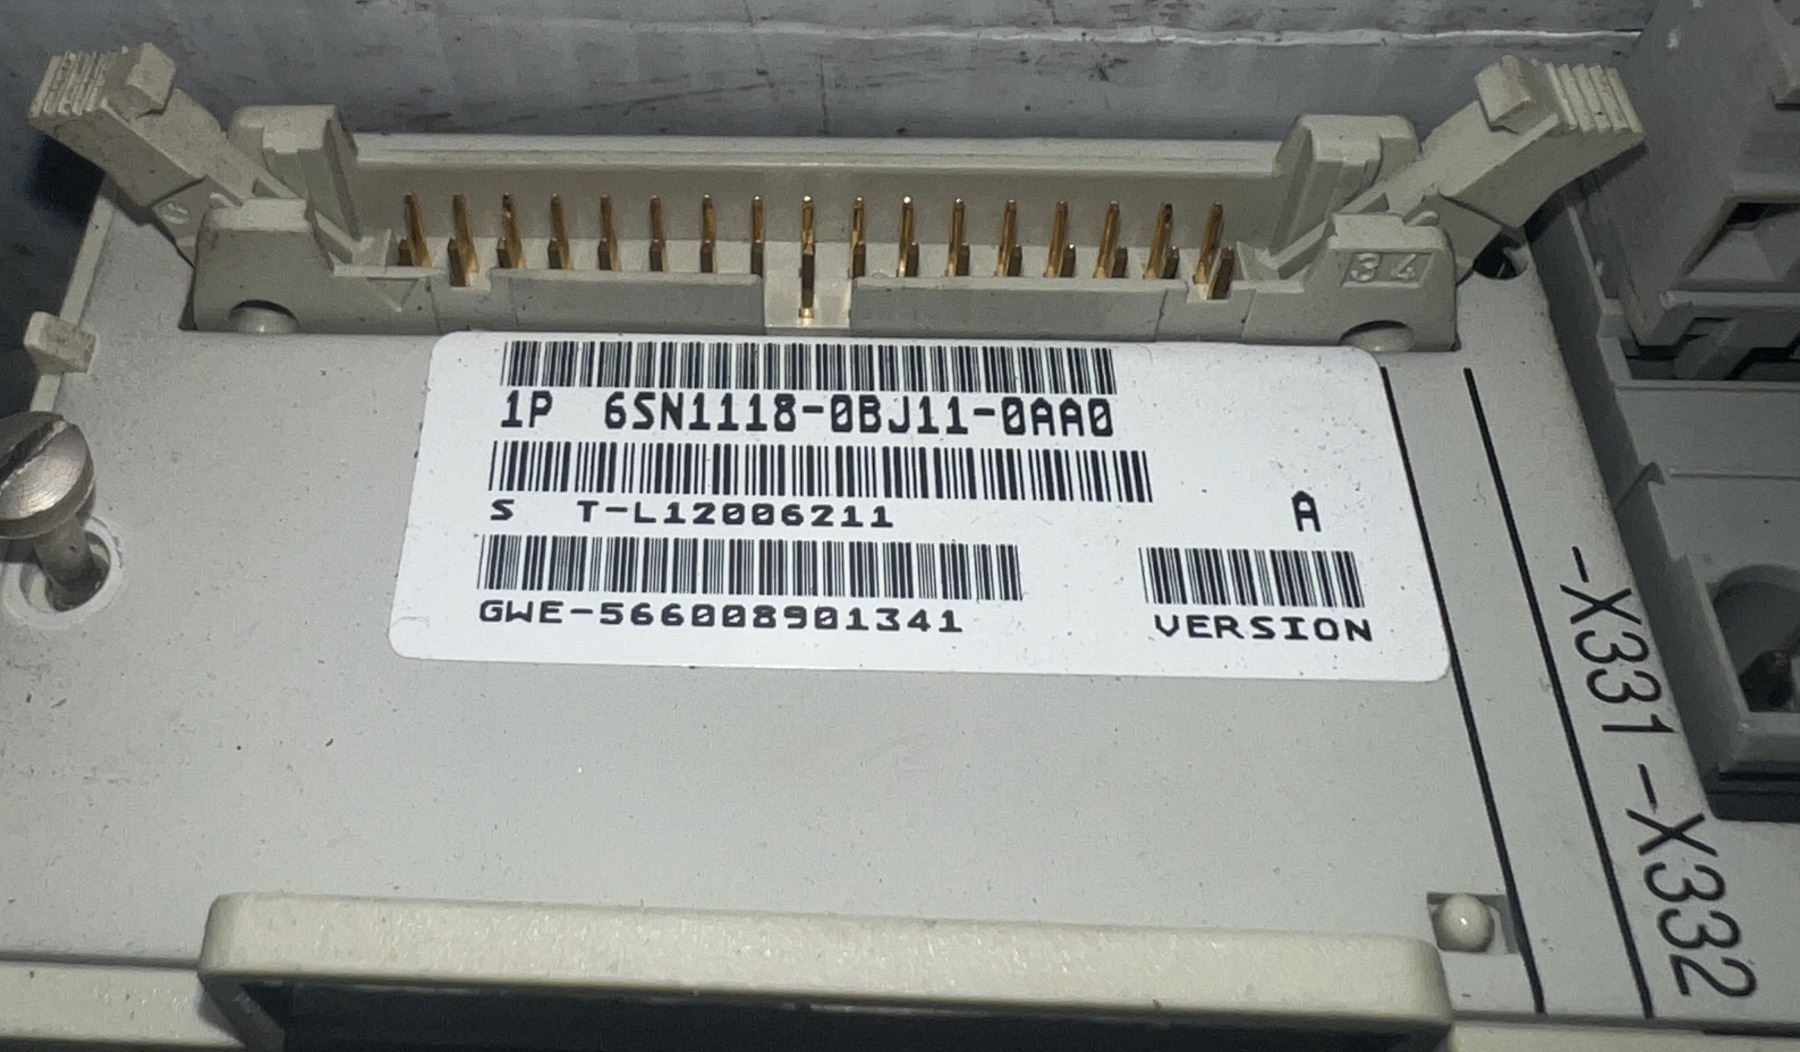 34
1P 6SN1118-0BJ11-0AA0
S T-L12006211
A
GWE-566008901341
VERSION
-X331
-X332